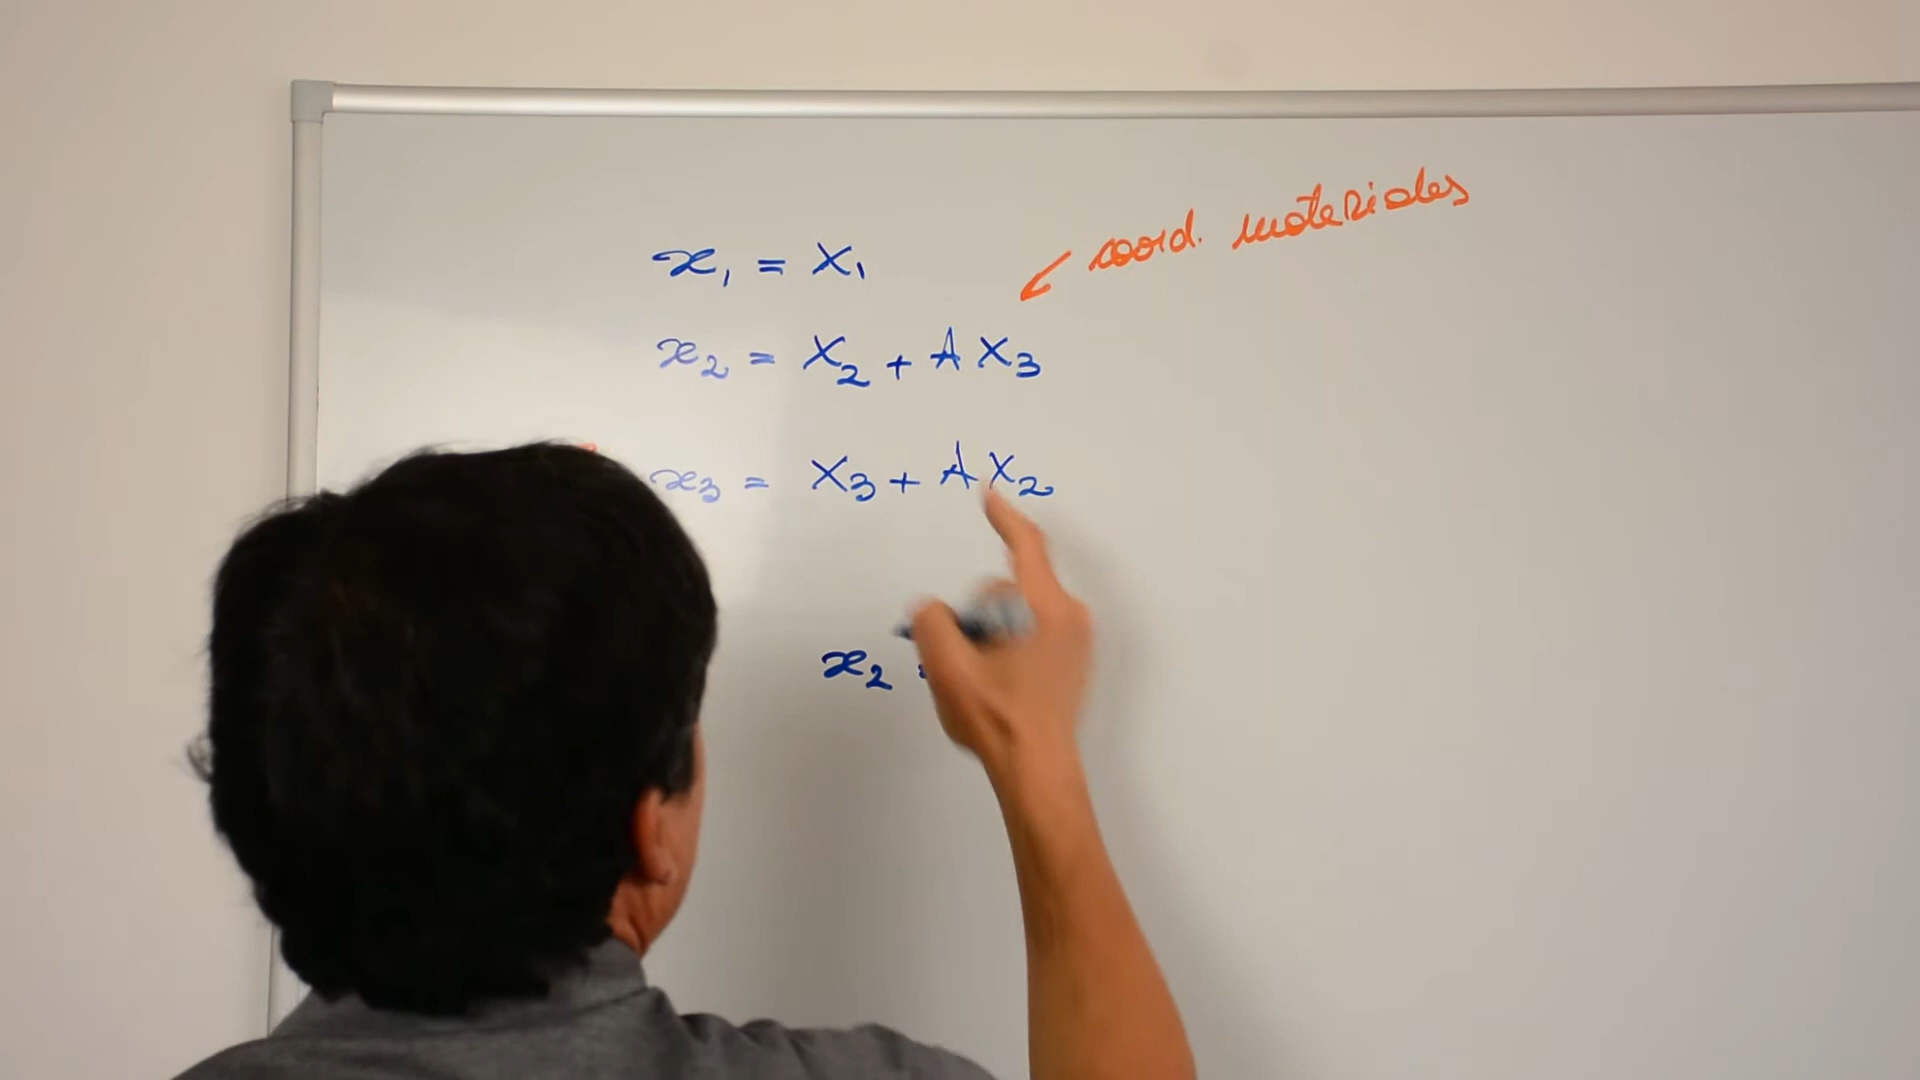 coord. materiales
x₁ = X₁
x₂ = X₂ + A X₃
x₃ = X₃ + A X₂
x₂